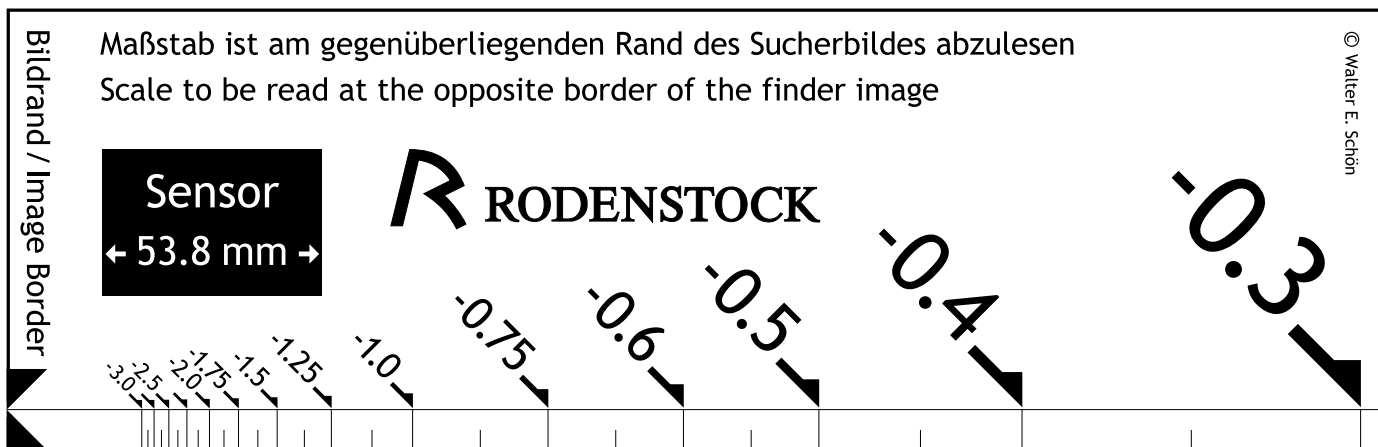 Maßstab ist am gegenüberliegenden Rand des Sucherbildes abzulesen
Scale to be read at the opposite border of the finder image
Bildrand / Image Border
© Walter E. Schön
Sensor
← 53.8 mm →
R RODENSTOCK
-3.0
-2.5
-2.0
-1.75
-1.5
-1.25
-1.0
-0.75
-0.6
-0.5
-0.4
-0.3